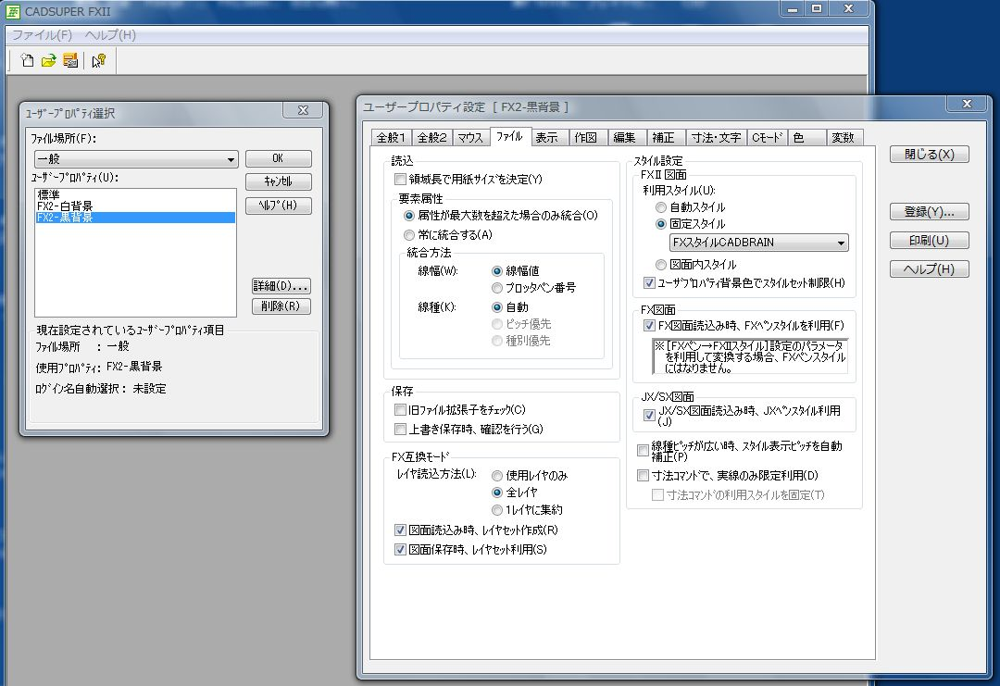 CADSUPER FXII
ファイル(F) ヘルプ(H)
ﾕｰｻﾞｰﾌﾟﾛﾊﾟﾃｨ選択
ﾌｧｲﾙ場所(F):
一般
OK
ﾕｰｻﾞｰﾌﾟﾛﾊﾟﾃｨ(U):
ｷｬﾝｾﾙ
標準
FX2-白背景
FX2-黒背景
ﾍﾙﾌﾟ(H)
詳細(D)...
削除(R)
現在設定されているﾕｰｻﾞｰﾌﾟﾛﾊﾟﾃｨ項目
ﾌｧｲﾙ場所 : 一般
使用ﾌﾟﾛﾊﾟﾃｨ: FX2-黒背景
ﾛｸﾞｲﾝ名自動選択 : 未設定
ユーザープロパティ設定 [ FX2-黒背景 ]
全般1 全般2 マウス ﾌｧｲﾙ 表示 作図 編集 補正 寸法・文字 Cﾓｰﾄﾞ 色 変数
読込
領域長で用紙サイズを決定(Y)
要素属性
属性が最大数を超えた場合のみ統合(O)
常に統合する(A)
統合方法
線幅(W): 線幅値
プロッタペン番号
線種(K): 自動
ピッチ優先
種別優先
保存
旧ファイル拡張子をチェック(C)
上書き保存時、確認を行う(G)
FX互換ﾓｰﾄﾞ
レイヤ読込方法(L): 使用レイヤのみ
全レイヤ
1レイヤに集約
図面読込み時、レイヤセット作成(R)
図面保存時、レイヤセット利用(S)
スタイル設定
FXⅡ図面
利用スタイル(U):
自動スタイル
固定スタイル
FXスタイルCADBRAIN
図面内スタイル
ﾕｰｻﾞﾌﾟﾛﾊﾟﾃｨ背景色でスタイルセット制限(H)
FX図面
FX図面読込み時、FXペンスタイルを利用(F)
※[FXペン→FXⅡスタイル]設定のパラメータ
を利用して変換する場合、FXペンスタイル
にはなりません。
JX/SX図面
JX/SX図面読込み時、JXペンスタイル利用
(J)
線種ピッチが広い時、スタイル表示ピッチを自動
補正(P)
寸法コマンドで、実線のみ限定利用(D)
寸法コマンドの利用スタイルを固定(T)
閉じる(X)
登録(Y)...
印刷(U)
ヘルプ(H)